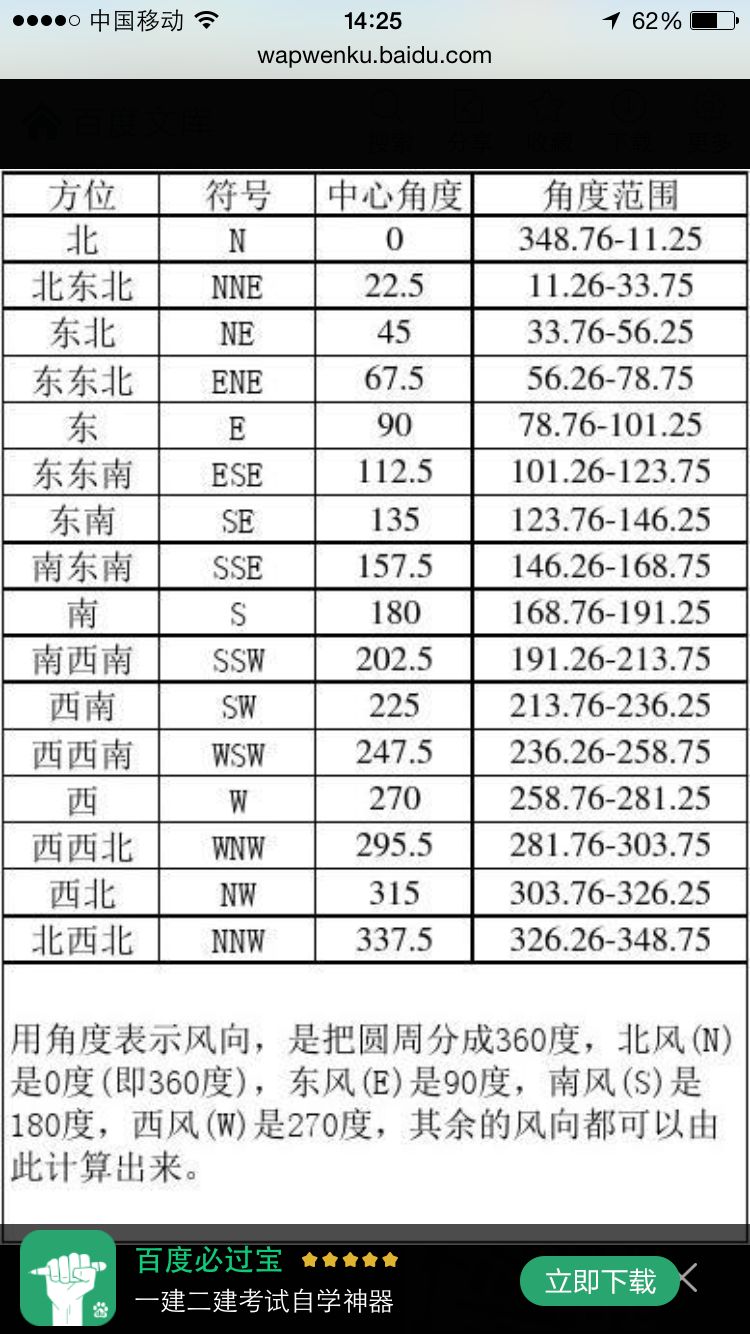 中国移动 14:25 62%
wapwenku.baidu.com
百度文库 搜索 分享 收藏 下载 更多
方位 符号 中心角度 角度范围
北 N 0 348.76-11.25
北东北 NNE 22.5 11.26-33.75
东北 NE 45 33.76-56.25
东东北 ENE 67.5 56.26-78.75
东 E 90 78.76-101.25
东东南 ESE 112.5 101.26-123.75
东南 SE 135 123.76-146.25
南东南 SSE 157.5 146.26-168.75
南 S 180 168.76-191.25
南西南 SSW 202.5 191.26-213.75
西南 SW 225 213.76-236.25
西西南 WSW 247.5 236.26-258.75
西 W 270 258.76-281.25
西西北 WNW 295.5 281.76-303.75
西北 NW 315 303.76-326.25
北西北 NNW 337.5 326.26-348.75
用角度表示风向，是把圆周分成360度，北风(N)
是0度(即360度)，东风(E)是90度，南风(S)是
180度，西风(W)是270度，其余的风向都可以由
此计算出来。
百度必过宝
一建二建考试自学神器
立即下载